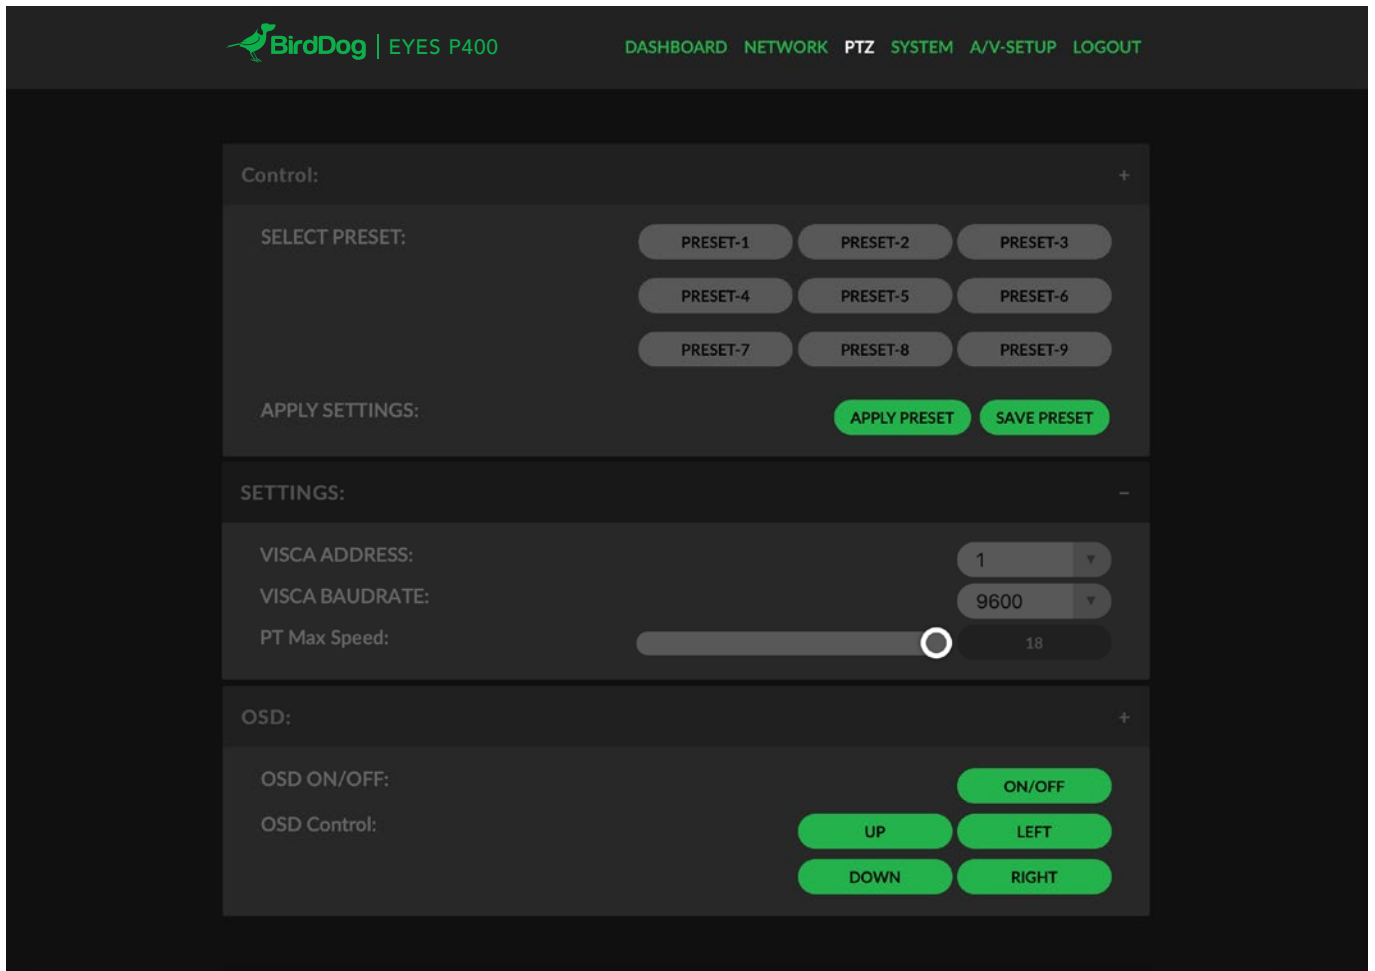 BirdDog | EYES P400 DASHBOARD NETWORK PTZ SYSTEM A/V-SETUP LOGOUT
Control: +
SELECT PRESET: PRESET-1 PRESET-2 PRESET-3
PRESET-4 PRESET-5 PRESET-6
PRESET-7 PRESET-8 PRESET-9
APPLY SETTINGS: APPLY PRESET SAVE PRESET
SETTINGS: −
VISCA ADDRESS: 1
VISCA BAUDRATE: 9600
PT Max Speed: 18
OSD: +
OSD ON/OFF: ON/OFF
OSD Control: UP LEFT
DOWN RIGHT